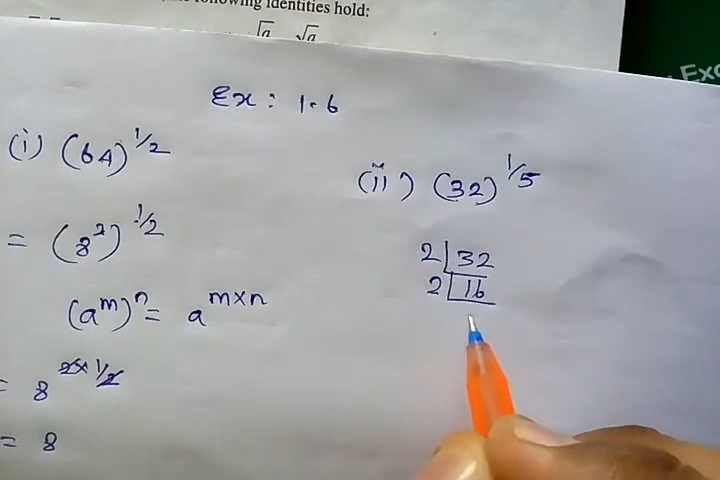 following identities hold:
√a √a
Exc
Ex : 1.6
(i) (64)^1/2
= (8^2)^1/2
(a^m)^n = a^m×n
= 8^2×1/2
= 8
(ii) (32)^1/5
2 | 32
2 | 16